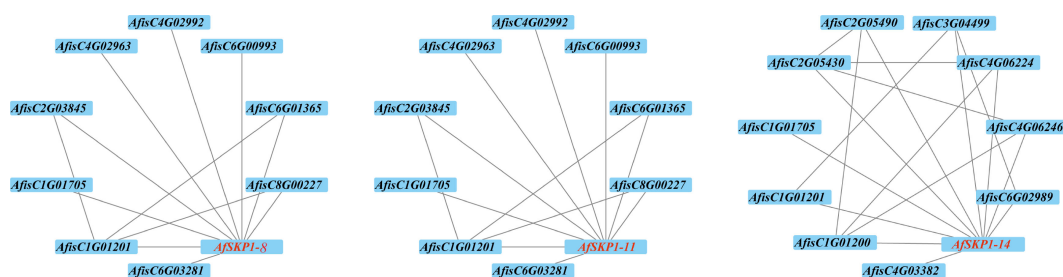 AfisC4G02992
AfisC4G02963
AfisC6G00993
AfisC2G03845
AfisC6G01365
AfisC1G01705
AfisC8G00227
AfisC1G01201
AfSKP1-8
AfisC6G03281
AfisC4G02992
AfisC4G02963
AfisC6G00993
AfisC2G03845
AfisC6G01365
AfisC1G01705
AfisC8G00227
AfisC1G01201
AfSKP1-11
AfisC6G03281
AfisC2G05490
AfisC3G04499
AfisC2G05430
AfisC4G06224
AfisC1G01705
AfisC4G06246
AfisC1G01201
AfisC6G02989
AfisC1G01200
AfSKP1-14
AfisC4G03382